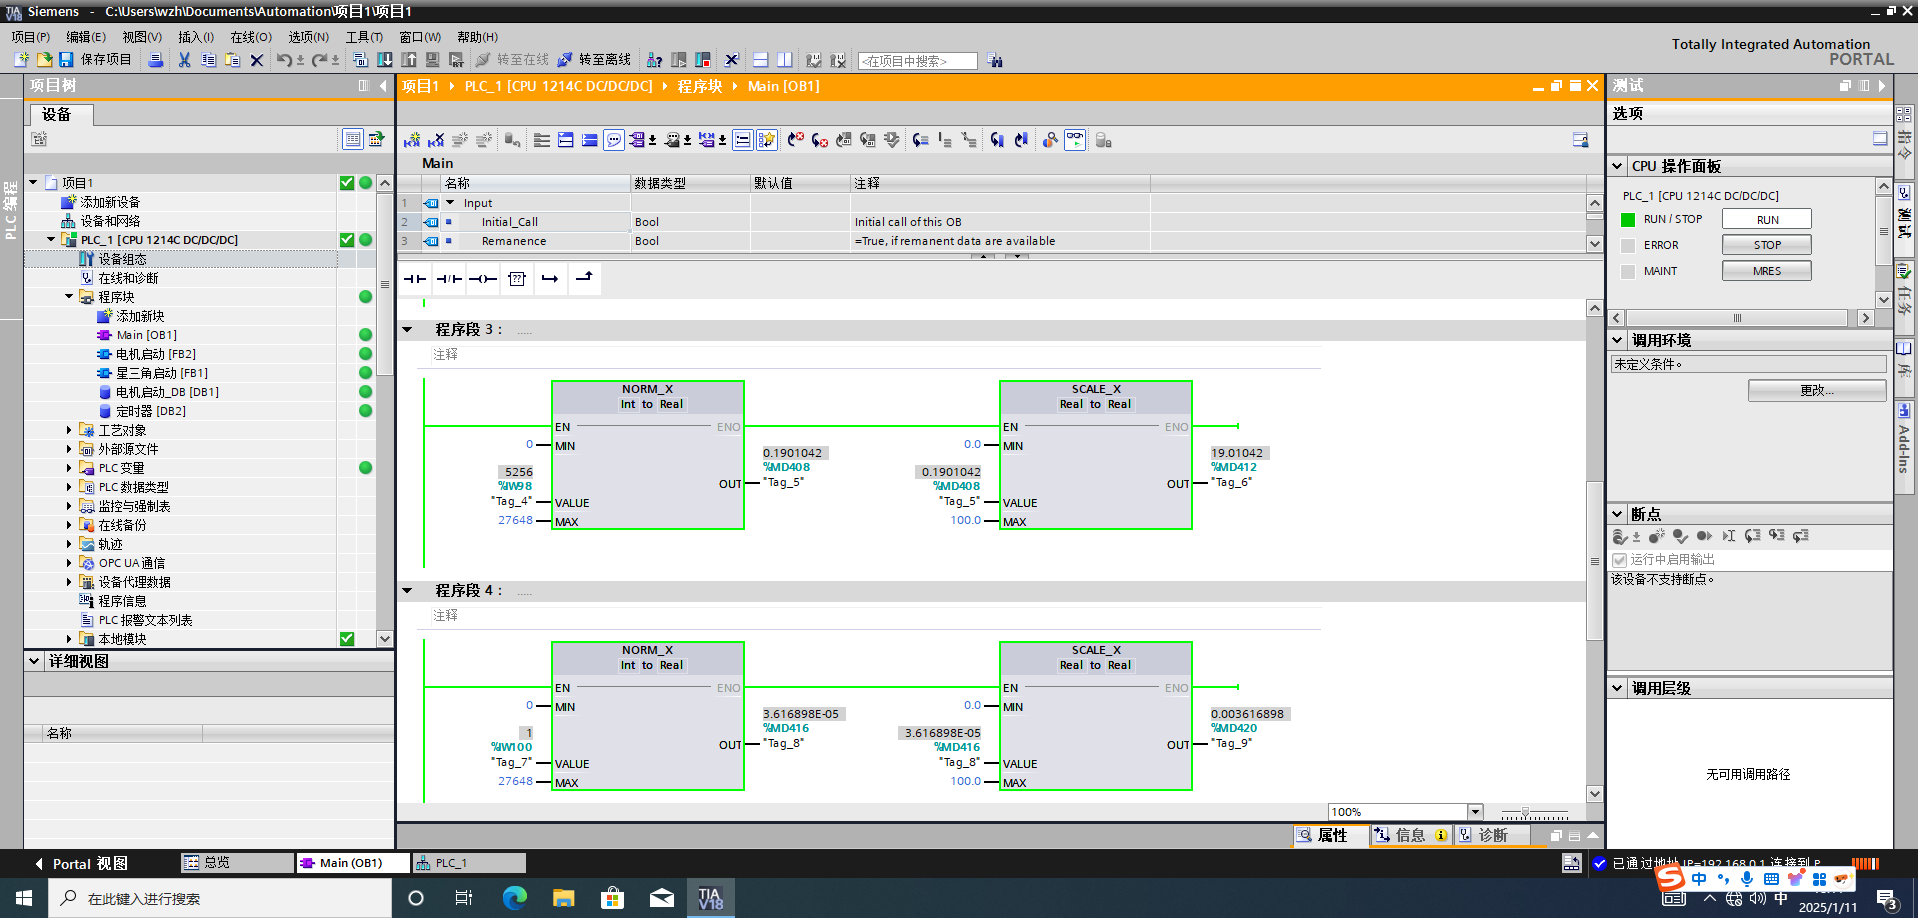 Siemens - C:\Users\wzh\Documents\Automation\项目1\项目1
项目(P) 编辑(E) 视图(V) 插入(I) 在线(O) 选项(N) 工具(T) 窗口(W) 帮助(H)
Totally Integrated Automation
PORTAL
保存项目
转至在线
转至离线
<在项目中搜索>
项目树
设备
PLC 编程
项目1
添加新设备
设备和网络
PLC_1 [CPU 1214C DC/DC/DC]
设备组态
在线和诊断
程序块
添加新块
Main [OB1]
电机启动 [FB2]
星三角启动 [FB1]
电机启动_DB [DB1]
定时器 [DB2]
工艺对象
外部源文件
PLC 变量
PLC 数据类型
监控与强制表
在线备份
轨迹
OPC UA 通信
设备代理数据
程序信息
PLC 报警文本列表
本地模块
详细视图
名称
项目1 PLC_1 [CPU 1214C DC/DC/DC] 程序块 Main [OB1]
Main
名称 数据类型 默认值 注释
1 Input
2 Initial_Call Bool Initial call of this OB
3 Remanence Bool =True, if remanent data are available
程序段 3： .....
注释
NORM_X
Int to Real
EN ENO
0 MIN
5256
%IW98
"Tag_4" VALUE
27648 MAX
OUT
0.1901042
%MD408
"Tag_5"
SCALE_X
Real to Real
EN ENO
0.0 MIN
0.1901042
%MD408
"Tag_5" VALUE
100.0 MAX
OUT
19.01042
%MD412
"Tag_6"
程序段 4： .....
注释
NORM_X
Int to Real
EN ENO
0 MIN
1
%IW100
"Tag_7" VALUE
27648 MAX
OUT
3.616898E-05
%MD416
"Tag_8"
SCALE_X
Real to Real
EN ENO
0.0 MIN
3.616898E-05
%MD416
"Tag_8" VALUE
100.0 MAX
OUT
0.003616898
%MD420
"Tag_9"
100%
属性 信息 诊断
测试
选项
CPU 操作面板
PLC_1 [CPU 1214C DC/DC/DC]
RUN / STOP RUN
ERROR STOP
MAINT MRES
调用环境
未定义条件。
更改...
断点
运行中启用输出
该设备不支持断点。
调用层级
无可用调用路径
测试
任务
库
Add-Ins
Portal 视图
总览
Main (OB1)
PLC_1
已通过地址 IP=192.168.0.1 连接到 P
在此键入进行搜索
TIA
V18
中
中
2025/1/11
3